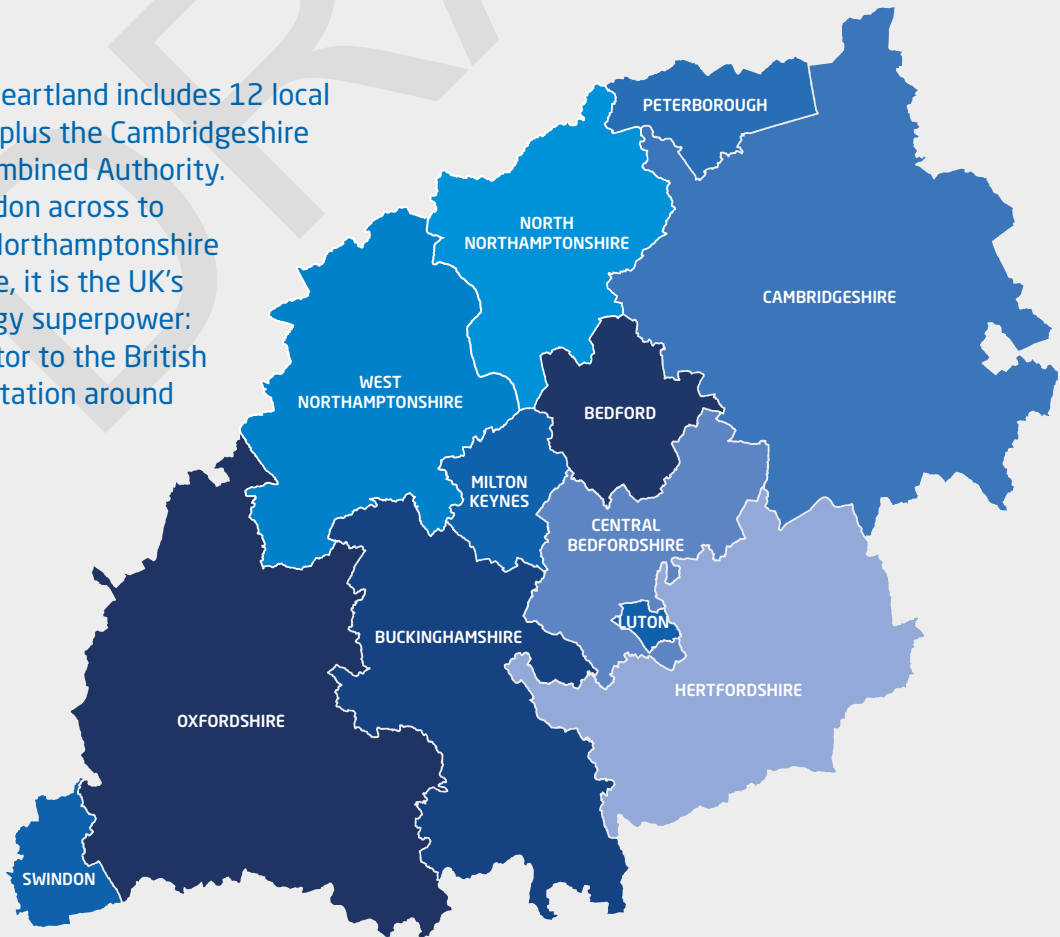 eartland includes 12 local
plus the Cambridgeshire
mbined Authority.
don across to
Northamptonshire
e, it is the UK's
gy superpower:
tor to the British
tation around
PETERBOROUGH
NORTH
NORTHAMPTONSHIRE
CAMBRIDGESHIRE
WEST
NORTHAMPTONSHIRE
BEDFORD
MILTON
KEYNES
CENTRAL
BEDFORDSHIRE
LUTON
BUCKINGHAMSHIRE
HERTFORDSHIRE
OXFORDSHIRE
SWINDON